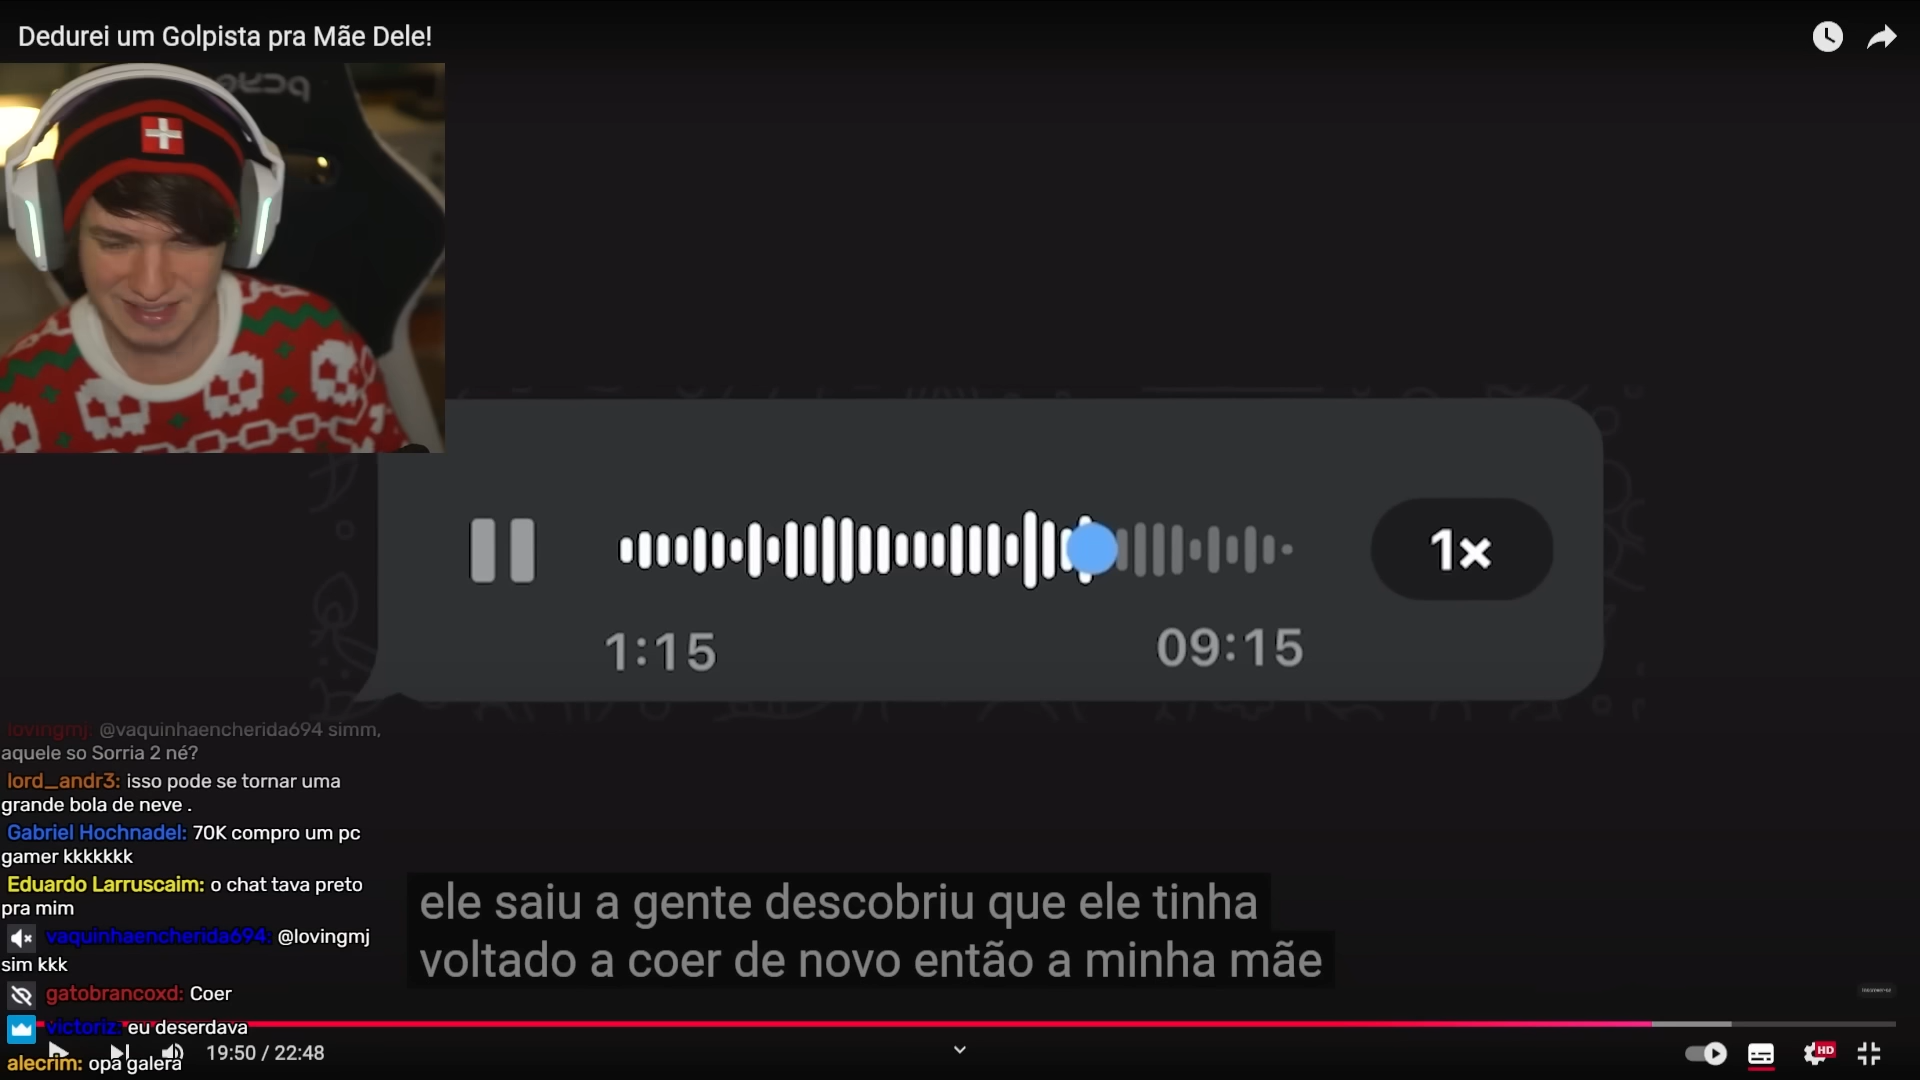 Dedurei um Golpista pra Mãe Dele!
1x
1:15
09:15
lovingmj: @vaquinhaencherida694 simm,
aquele so Sorria 2 né?
lord_andr3: isso pode se tornar uma
grande bola de neve .
Gabriel Hochnadel: 70K compro um pc
gamer kkkkkkk
Eduardo Larruscaim: o chat tava preto
pra mim
vaquinhaencherida694: @lovingmj
sim kkk
gatobrancoxd: Coer
victoriz: eu deserdava
alecrim: opa galera
ele saiu a gente descobriu que ele tinha
voltado a coer de novo então a minha mãe
19:50 / 22:48
HD